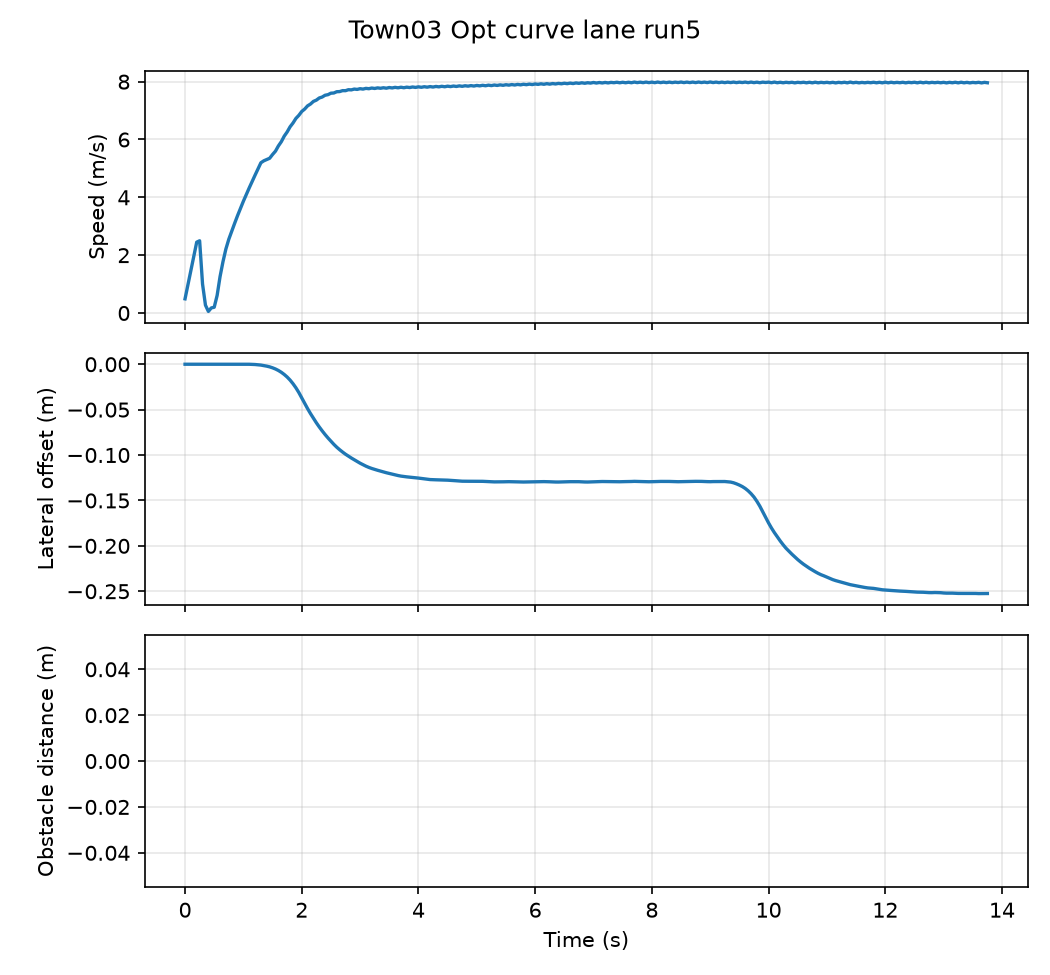 Town03 Opt curve lane run5
8
6
4
2
0
Speed (m/s)
0.00
−0.05
−0.10
−0.15
−0.20
−0.25
Lateral offset (m)
0.04
0.02
0.00
−0.02
−0.04
Obstacle distance (m)
0 2 4 6 8 10 12 14
Time (s)